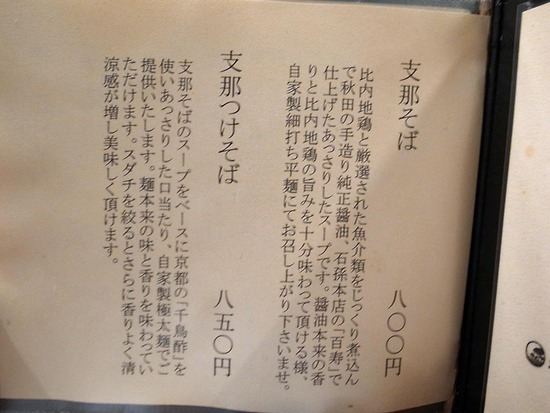 支那そば　八〇〇円
比内地鶏と厳選された魚介類をじっくり煮込ん
で秋田の手造り純正醤油、石孫本店の「百寿」で
仕上げたあっさりしたスープです。醤油本来の香
りと比内地鶏の旨みを十分味わって頂ける様、
自家製細打ち平麺にてお召し上がり下さいませ。
支那つけそば　八五〇円
支那そばのスープをベースに京都の「千鳥酢」を
使いあっさりした口当たり、自家製極太麺でご
提供いたします。麺本来の味と香りを味わってい
ただけます。スダチを絞るとさらに香りよく清
涼感が増し美味しく頂けます。